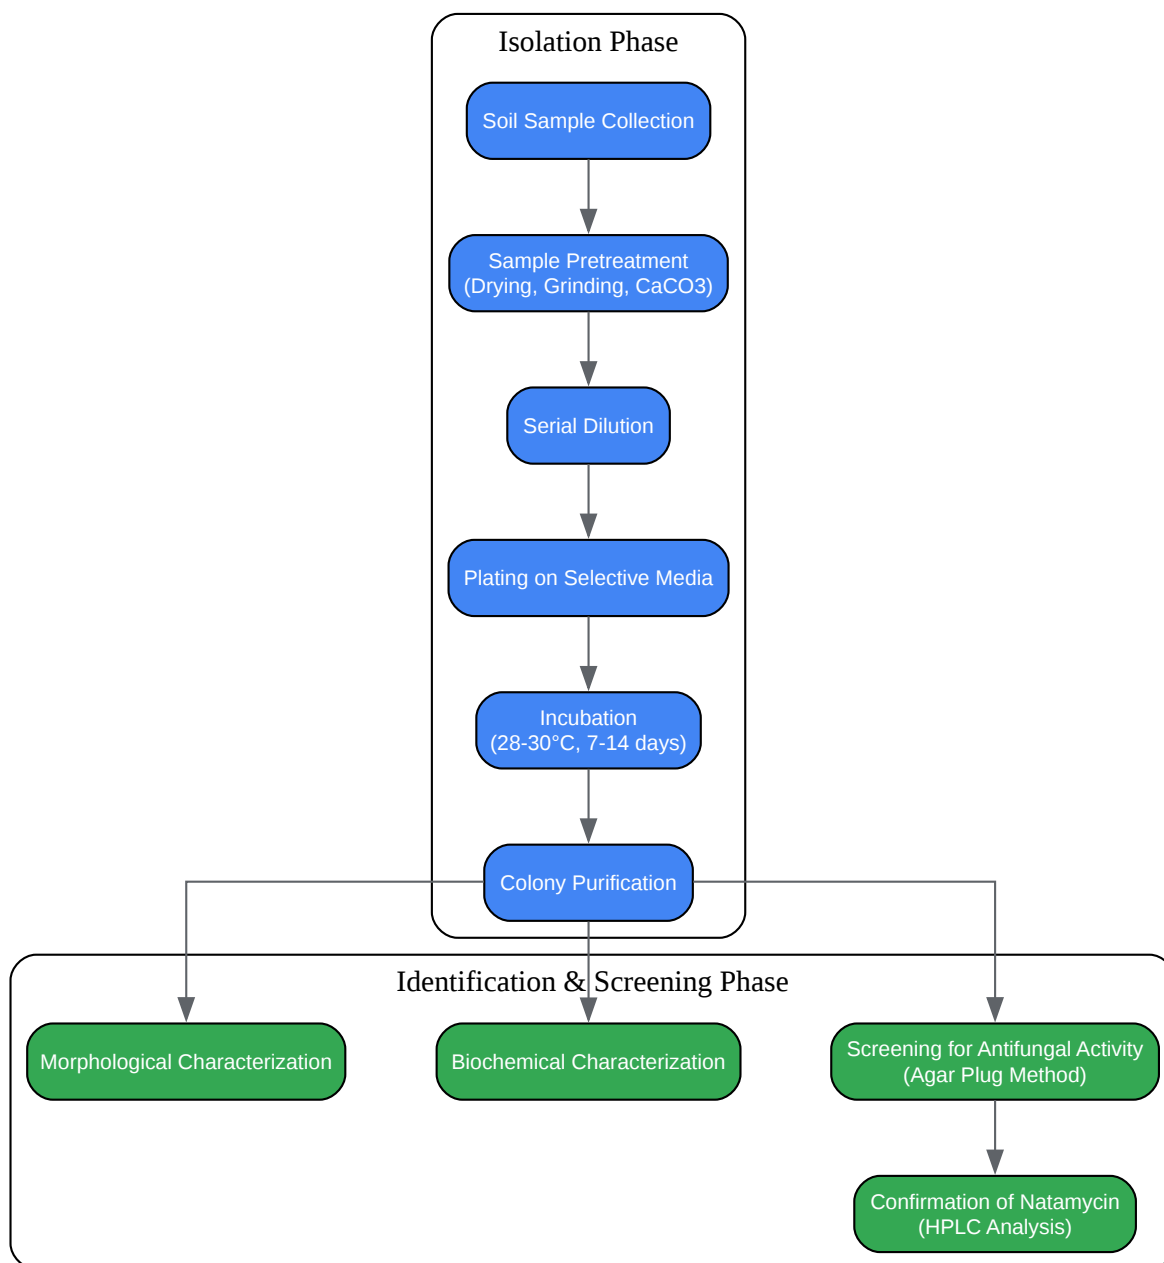 Isolation Phase
Soil Sample Collection
Sample Pretreatment
(Drying, Grinding, CaCO3)
Serial Dilution
Plating on Selective Media
Incubation
(28-30°C, 7-14 days)
Colony Purification
Identification & Screening Phase
Morphological Characterization
Biochemical Characterization
Screening for Antifungal Activity
(Agar Plug Method)
Confirmation of Natamycin
(HPLC Analysis)